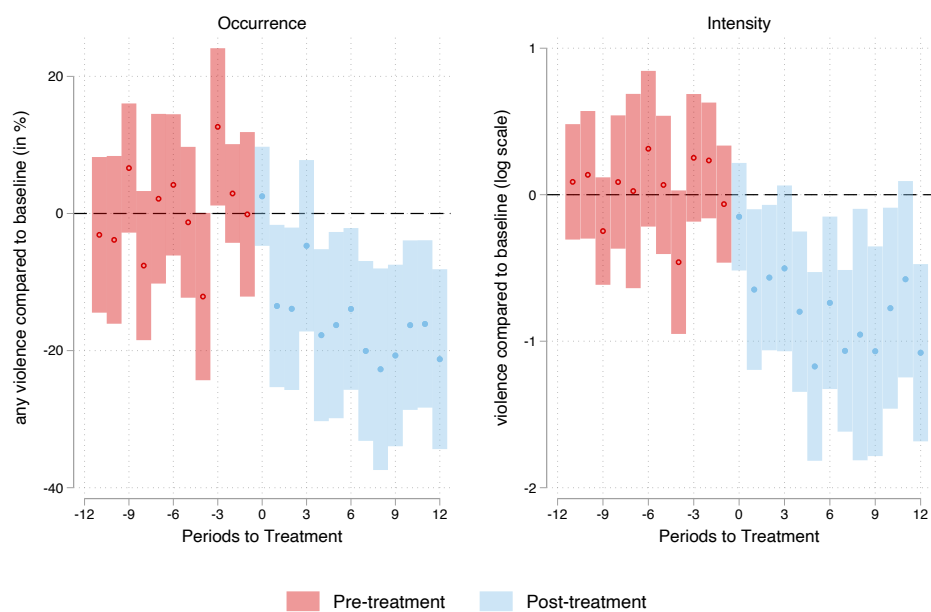 Occurrence
any violence compared to baseline (in %)
20
0
-20
-40
-12 -9 -6 -3 0 3 6 9 12
Periods to Treatment
Intensity
violence compared to baseline (log scale)
1
0
-1
-2
-12 -9 -6 -3 0 3 6 9 12
Periods to Treatment
Pre-treatment Post-treatment